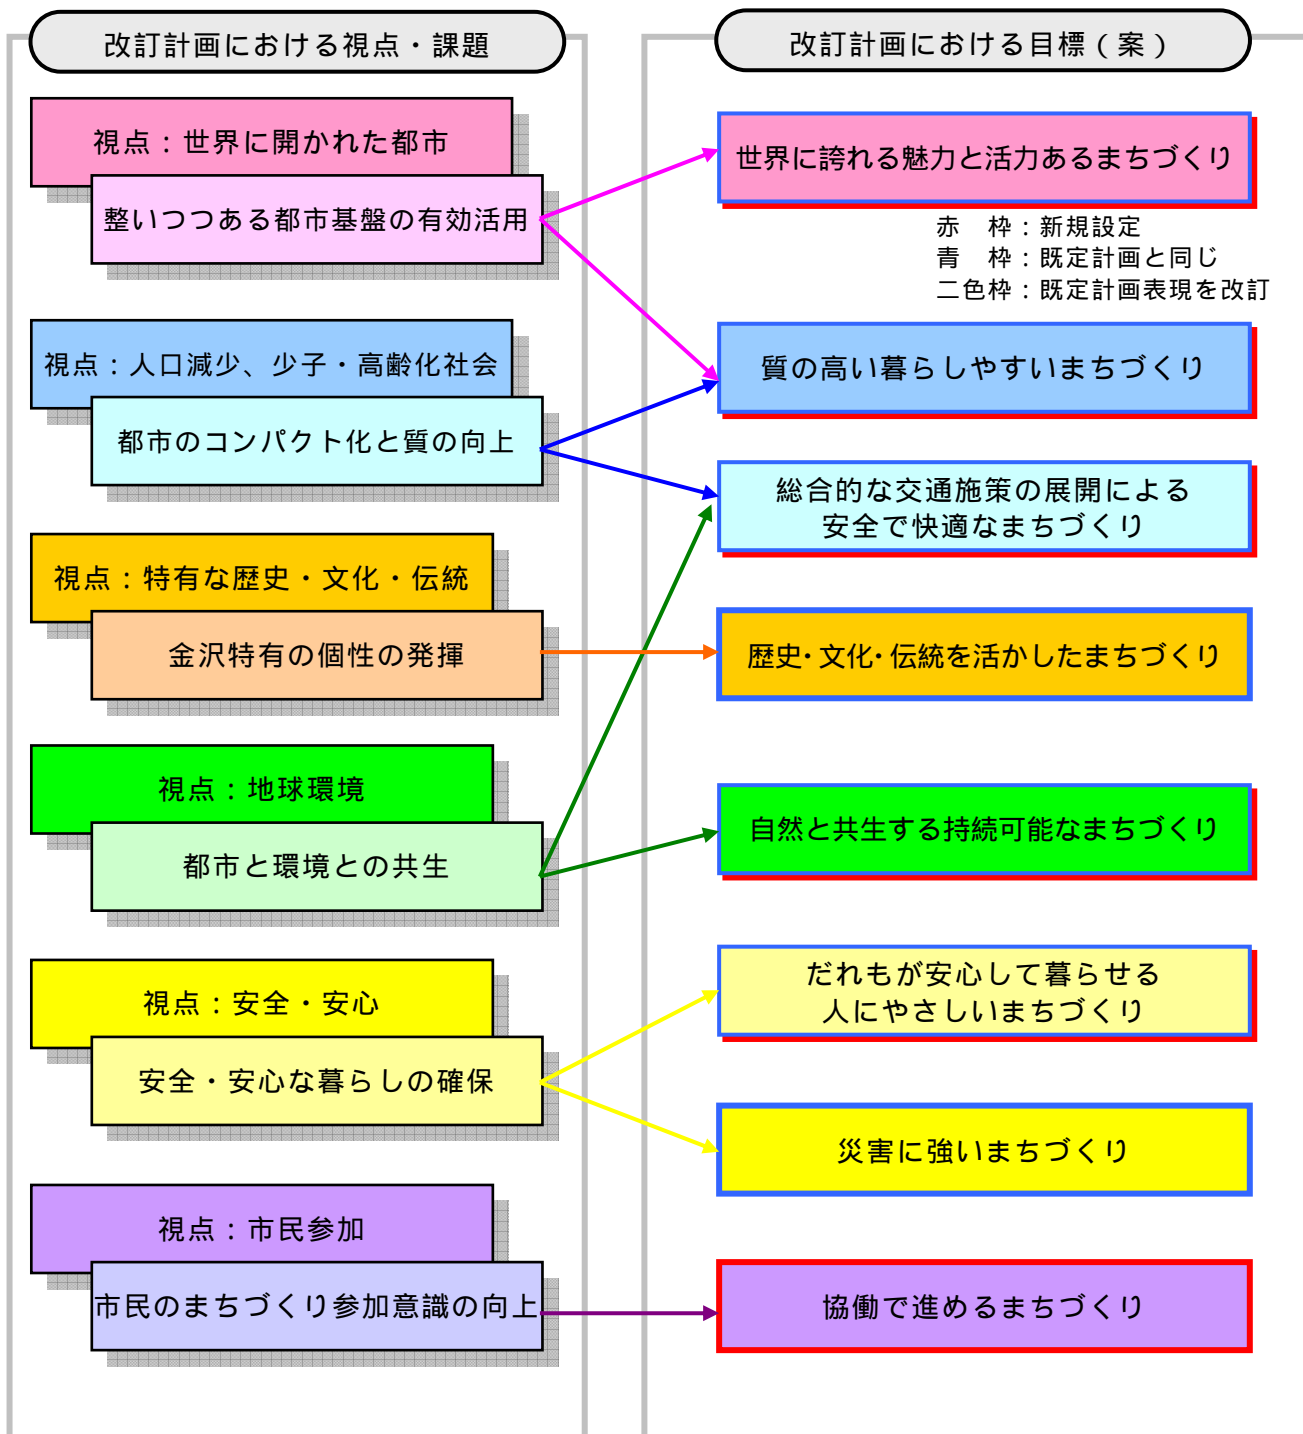 改訂計画における視点・課題
視点：世界に開かれた都市
整いつつある都市基盤の有効活用
視点：人口減少、少子・高齢化社会
都市のコンパクト化と質の向上
視点：特有な歴史・文化・伝統
金沢特有の個性の発揮
視点：地球環境
都市と環境との共生
視点：安全・安心
安全・安心な暮らしの確保
視点：市民参加
市民のまちづくり参加意識の向上
改訂計画における目標（案）
世界に誇れる魅力と活力あるまちづくり
赤　枠：新規設定
青　枠：既定計画と同じ
二色枠：既定計画表現を改訂
質の高い暮らしやすいまちづくり
総合的な交通施策の展開による
安全で快適なまちづくり
歴史・文化・伝統を活かしたまちづくり
自然と共生する持続可能なまちづくり
だれもが安心して暮らせる
人にやさしいまちづくり
災害に強いまちづくり
協働で進めるまちづくり